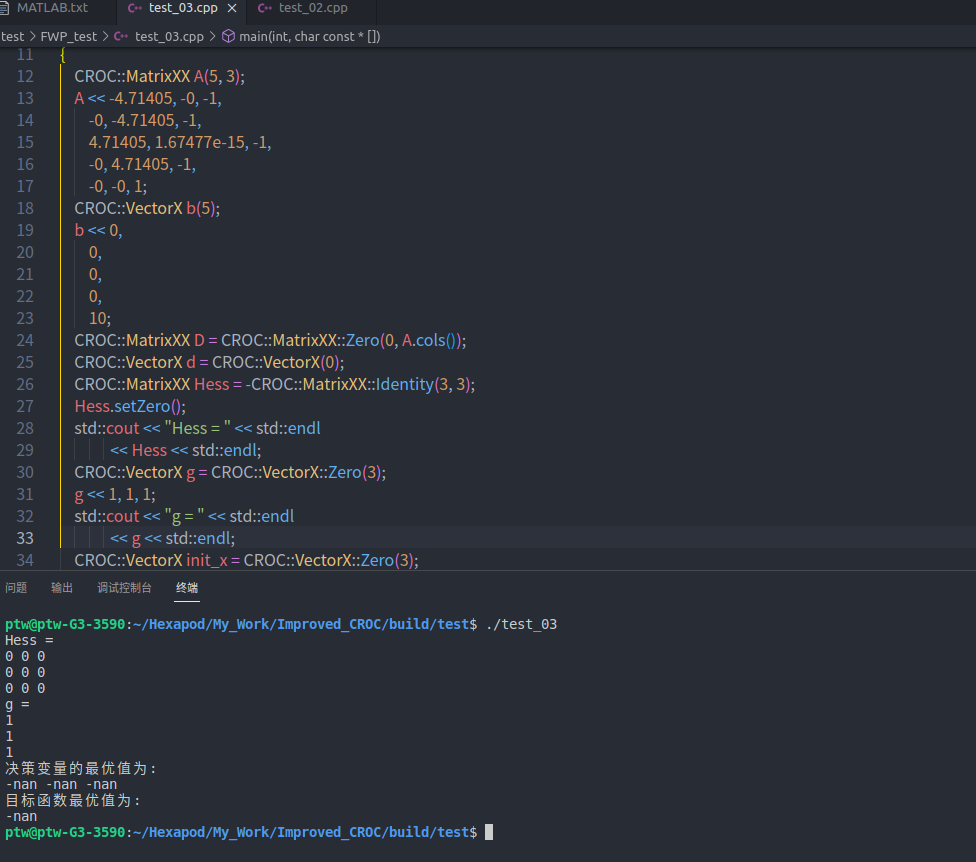 MATLAB.txt
test_03.cpp
test_02.cpp
test > FWP_test > test_03.cpp > main(int, char const * [])
11 {
12 CROC::MatrixXX A(5, 3);
13 A << -4.71405, -0, -1,
14 -0, -4.71405, -1,
15 4.71405, 1.67477e-15, -1,
16 -0, 4.71405, -1,
17 -0, -0, 1;
18 CROC::VectorX b(5);
19 b << 0,
20 0,
21 0,
22 0,
23 10;
24 CROC::MatrixXX D = CROC::MatrixXX::Zero(0, A.cols());
25 CROC::VectorX d = CROC::VectorX(0);
26 CROC::MatrixXX Hess = -CROC::MatrixXX::Identity(3, 3);
27 Hess.setZero();
28 std::cout << "Hess = " << std::endl
29 << Hess << std::endl;
30 CROC::VectorX g = CROC::VectorX::Zero(3);
31 g << 1, 1, 1;
32 std::cout << "g = " << std::endl
33 << g << std::endl;
34 CROC::VectorX init_x = CROC::VectorX::Zero(3);
问题 输出 调试控制台 终端
ptw@ptw-G3-3590:~/Hexapod/My_Work/Improved_CROC/build/test$ ./test_03
Hess =
0 0 0
0 0 0
0 0 0
g =
1
1
1
决策变量的最优值为:
-nan -nan -nan
目标函数最优值为:
-nan
ptw@ptw-G3-3590:~/Hexapod/My_Work/Improved_CROC/build/test$